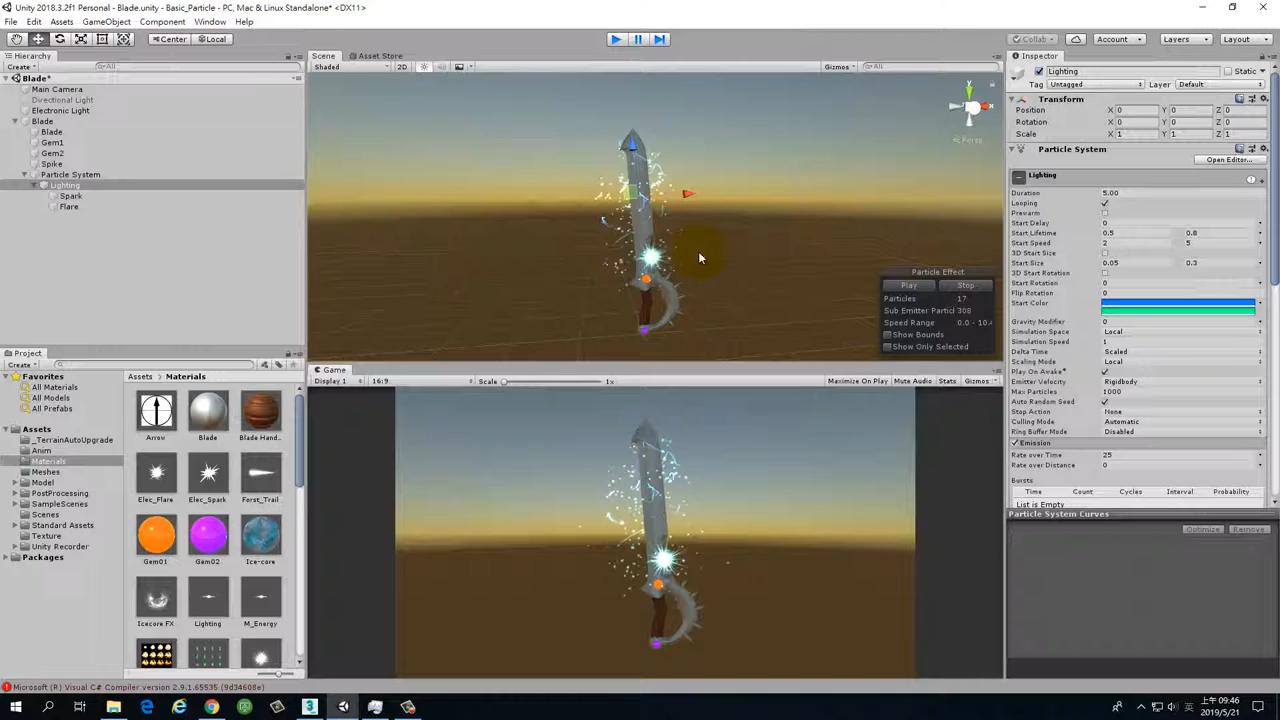 Unity 2018.3.2f1 Personal - Blade.unity - Basic_Particle - PC, Mac & Linux Standalone* <DX11>
File Edit Assets GameObject Component Window Help
Center Local
Collab Account Layers Layout
Hierarchy
Create All
Blade*
Main Camera
Directional Light
Electronic Light
Blade
Blade
Gem1
Gem2
Spike
Particle System
Lighting
Spark
Flare
Scene Asset Store
Shaded 2D Gizmos All
y
x
Persp
Particle Effect
Play Stop
Particles 17
Sub Emitter Particl 308
Speed Range 0.0 - 10.
Show Bounds
Show Only Selected
Game
Display 1 16:9 Scale 1x Maximize On Play Mute Audio Stats Gizmos
Project
Create
Favorites
All Materials
All Models
All Prefabs
Assets
_TerrainAutoUpgrade
Anim
Materials
Meshes
Model
PostProcessing
SampleScenes
Scenes
Standard Assets
Texture
Unity Recorder
Packages
Assets Materials
Arrow Blade Blade Hand..
Elec_Flare Elec_Spark Forst_Trail
Gem01 Gem02 Ice-core
Icecore FX Lighting M_Energy
Inspector
Lighting Static
Tag Untagged Layer Default
Transform
Position X 0 Y 0 Z 0
Rotation X 0 Y 0 Z 0
Scale X 1 Y 1 Z 1
Particle System
Open Editor...
Lighting
Duration 5.00
Looping
Prewarm
Start Delay 0
Start Lifetime 0.5 0.8
Start Speed 2 5
3D Start Size
Start Size 0.05 0.3
3D Start Rotation
Start Rotation 0
Flip Rotation 0
Start Color
Gravity Modifier 0
Simulation Space Local
Simulation Speed 1
Delta Time Scaled
Scaling Mode Local
Play On Awake*
Emitter Velocity Rigidbody
Max Particles 1000
Auto Random Seed
Stop Action None
Culling Mode Automatic
Ring Buffer Mode Disabled
Emission
Rate over Time 25
Rate over Distance 0
Bursts
Time Count Cycles Interval Probability
List is Empty
Particle System Curves
Optimize Remove
Microsoft (R) Visual C# Compiler version 2.9.1.65535 (9d34608e)
上午 09:46
2019/5/21